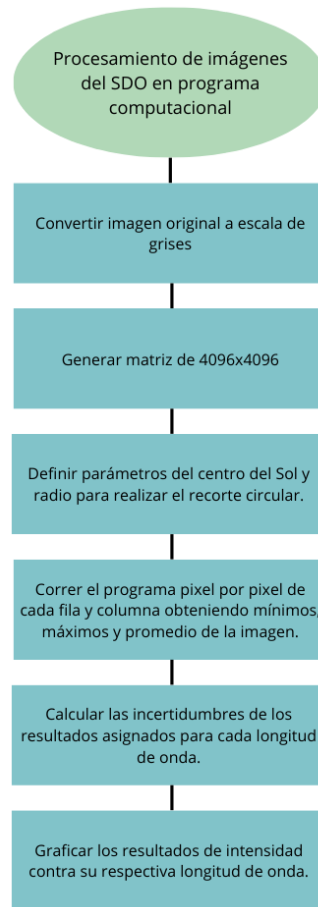 Procesamiento de imágenes
del SDO en programa
computacional
Convertir imagen original a escala de
grises
Generar matriz de 4096x4096
Definir parámetros del centro del Sol y
radio para realizar el recorte circular.
Correr el programa pixel por pixel de
cada fila y columna obteniendo mínimos,
máximos y promedio de la imagen.
Calcular las incertidumbres de los
resultados asignados para cada longitud
de onda.
Graficar los resultados de intensidad
contra su respectiva longitud de onda.